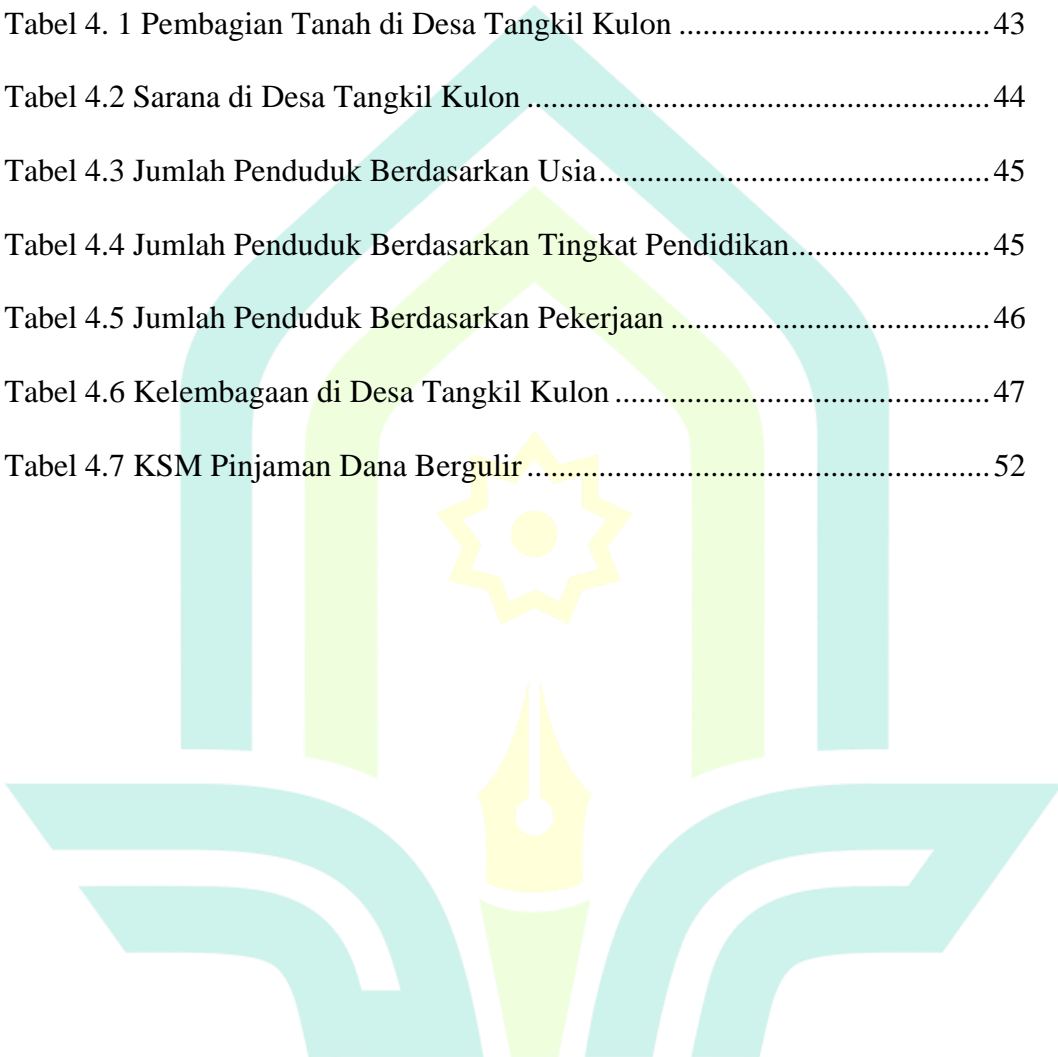 Tabel 4. 1 Pembagian Tanah di Desa Tangkil Kulon ..................................... 43
Tabel 4.2 Sarana di Desa Tangkil Kulon ....................................................... 44
Tabel 4.3 Jumlah Penduduk Berdasarkan Usia............................................... 45
Tabel 4.4 Jumlah Penduduk Berdasarkan Tingkat Pendidikan........................ 45
Tabel 4.5 Jumlah Penduduk Berdasarkan Pekerjaan ...................................... 46
Tabel 4.6 Kelembagaan di Desa Tangkil Kulon ............................................. 47
Tabel 4.7 KSM Pinjaman Dana Bergulir ....................................................... 52